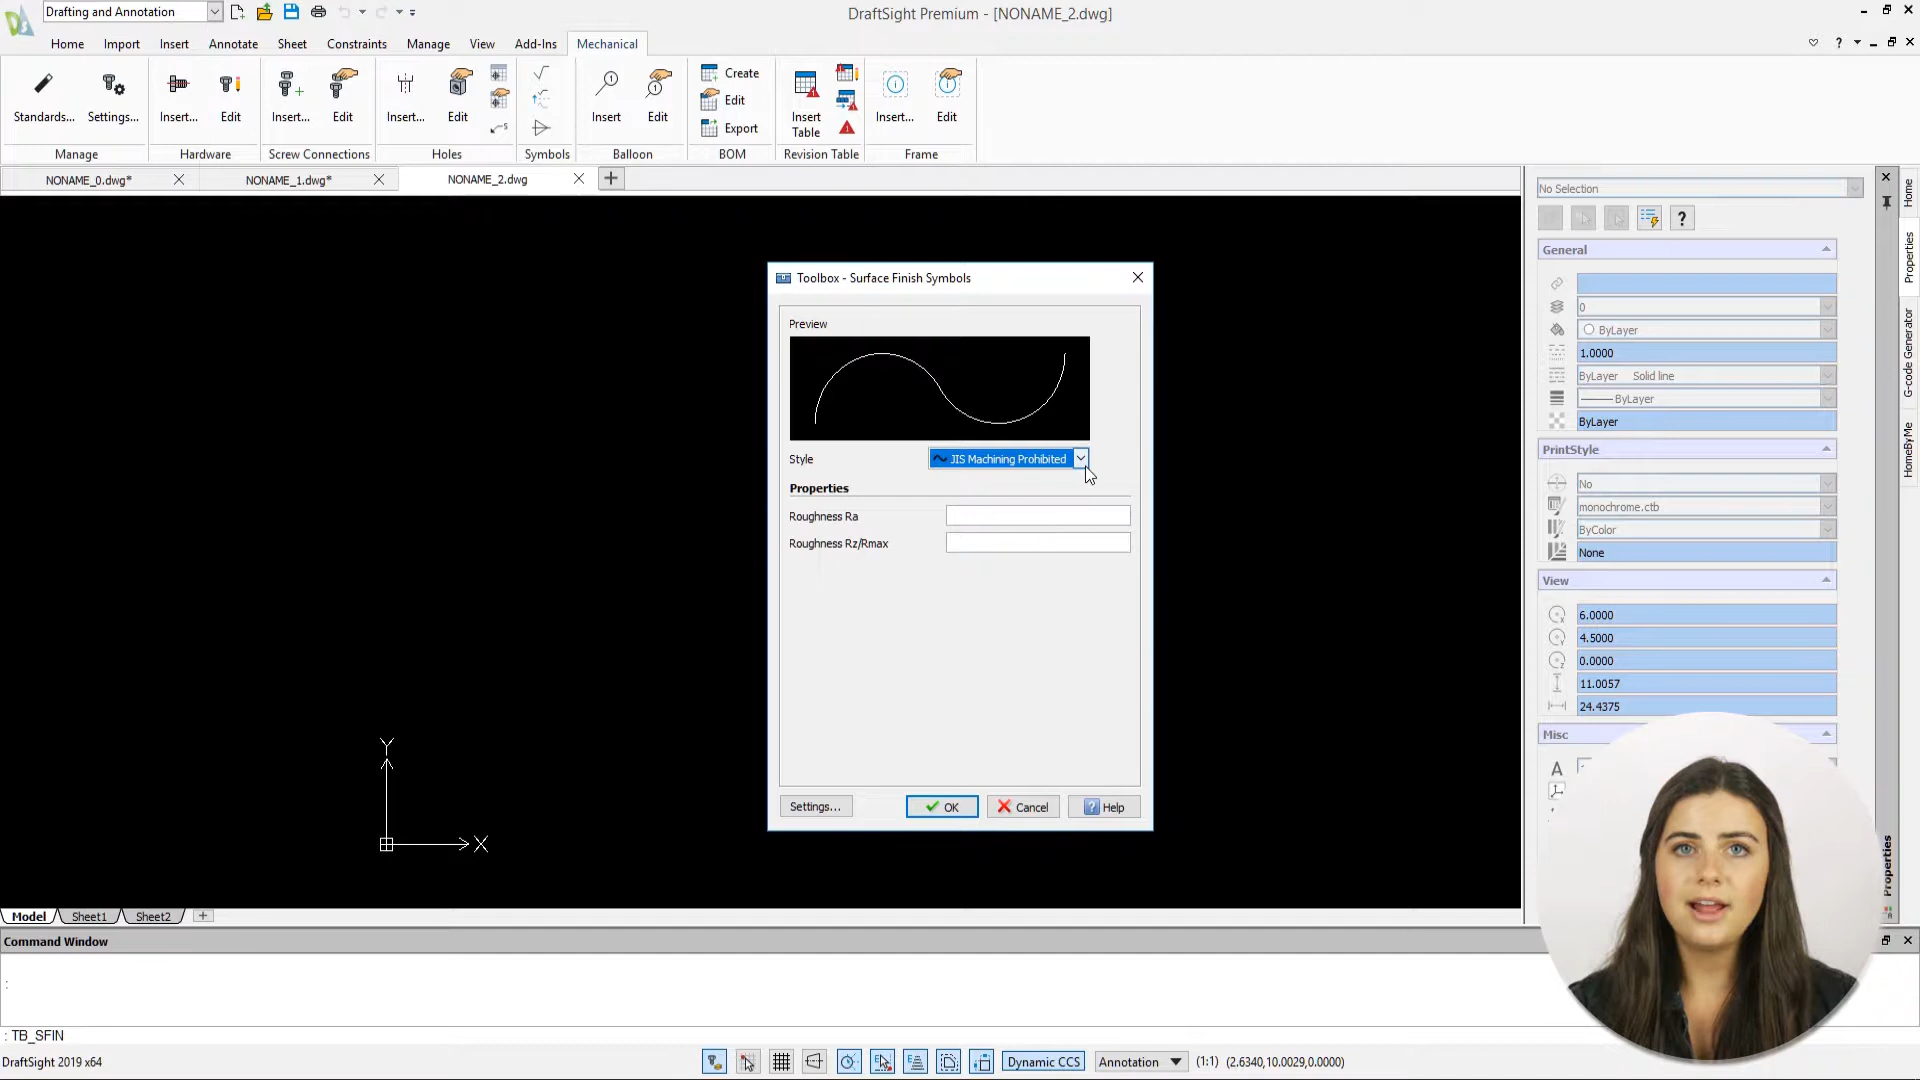 Drafting and Annotation
DraftSight Premium - [NONAME_2.dwg]
Home Import Insert Annotate Sheet Constraints Manage View Add-Ins Mechanical
Standards... Settings... Insert... Edit Insert... Edit Insert... Edit Insert Edit Create Edit Export Insert Table Insert... Edit
Manage Hardware Screw Connections Holes Symbols Balloon BOM Revision Table Frame
NONAME_0.dwg* NONAME_1.dwg* NONAME_2.dwg
No Selection
General
0
ByLayer
1.0000
ByLayer Solid line
ByLayer
ByLayer
PrintStyle
No
monochrome.ctb
ByColor
None
View
6.0000
4.5000
0.0000
11.0057
24.4375
Misc
Home
Properties
G-code Generator
HomeByMe
Properties
Toolbox - Surface Finish Symbols
Preview
Style JIS Machining Prohibited
Properties
Roughness Ra
Roughness Rz/Rmax
Settings... OK Cancel Help
Y
X
Model Sheet1 Sheet2
Command Window
:
: TB_SFIN
DraftSight 2019 x64
Dynamic CCS Annotation (1:1) (2.6340,10.0029,0.0000)